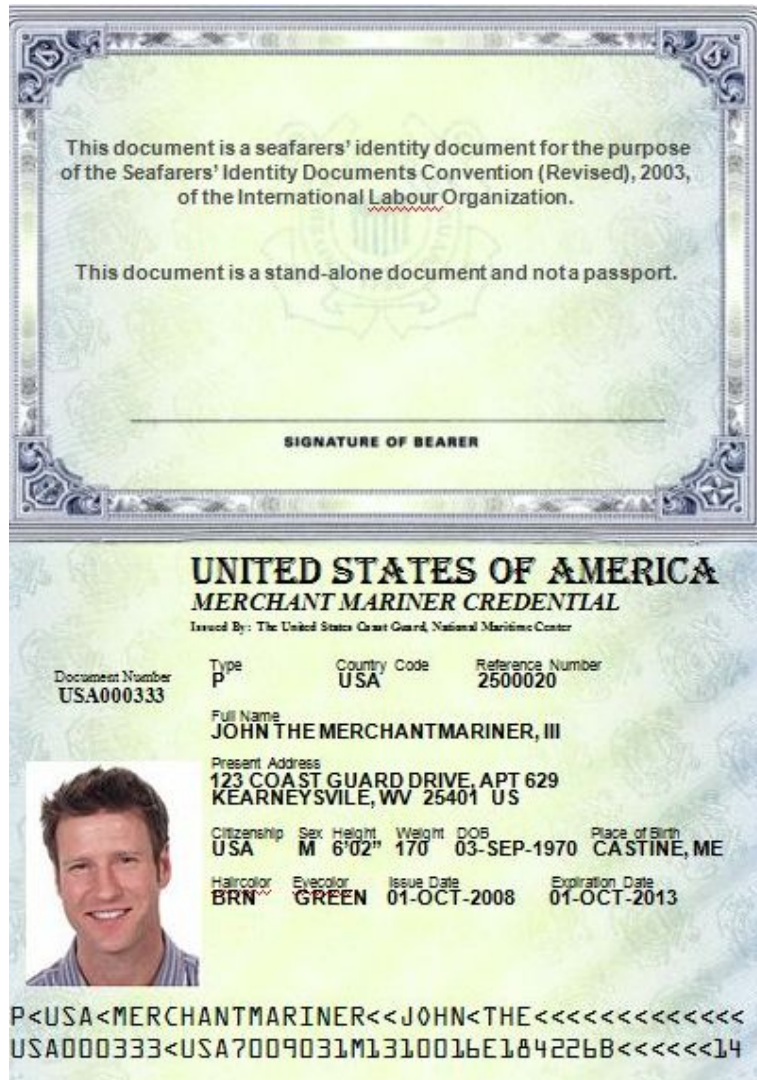 This document is a seafarers' identity document for the purpose
of the Seafarers' Identity Documents Convention (Revised), 2003,
of the International Labour Organization.
This document is a stand-alone document and not a passport.
SIGNATURE OF BEARER
UNITED STATES OF AMERICA
MERCHANT MARINER CREDENTIAL
Issued By: The United States Coast Guard, National Maritime Center
Document Number
USA000333
Type Country Code Reference Number
P USA 2500020
Full Name
JOHN THE MERCHANTMARINER, III
Present Address
123 COAST GUARD DRIVE, APT 629
KEARNEYSVILE, WV 25401 US
Citizenship Sex Height Weight DOB Place of Birth
USA M 6'02" 170 03-SEP-1970 CASTINE, ME
Haircolor Eyecolor Issue Date Expiration Date
BRN GREEN 01-OCT-2008 01-OCT-2013
P<USA<MERCHANTMARINER<<JOHN<THE<<<<<<<<<<<<<
USA000333<USA7009031M1310016E184226B<<<<<<14